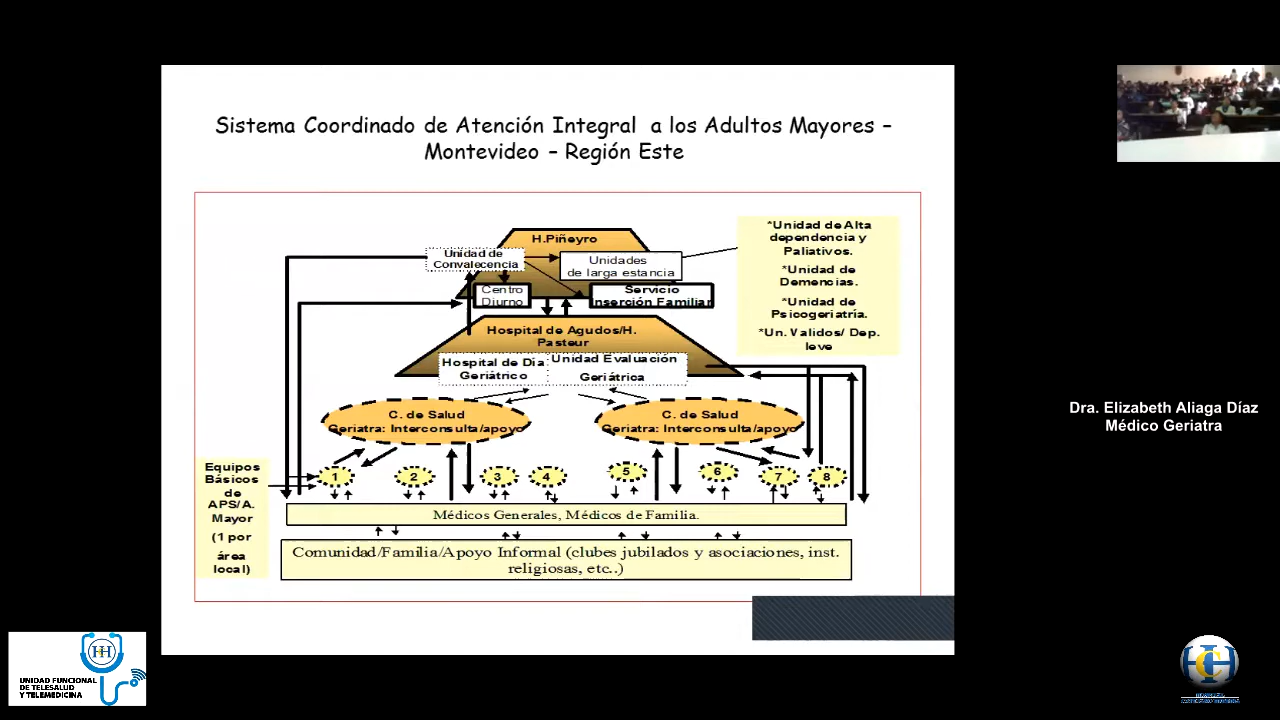 Sistema Coordinado de Atención Integral a los Adultos Mayores –
Montevideo – Región Este
H.Piñeyro
Unidad de
Convalecencia
Unidades
de larga estancia
Centro
Diurno
Servicio
Inserción Familiar
*Unidad de Alta
dependencia y
Paliativos.
*Unidad de
Demencias.
*Unidad de
Psicogeriatría.
*Un. Validos/ Dep.
leve
Hospital de Agudos/H.
Pasteur
Hospital de Día
Geriátrico
Unidad Evaluación
Geriátrica
C. de Salud
Geriatra: Interconsulta/apoyo
C. de Salud
Geriatra: Interconsulta/apoyo
Equipos
Básicos
de
APS/A.
Mayor
(1 por
área
local)
1
2
3
4
5
6
7
8
Médicos Generales, Médicos de Familia.
Comunidad/Familia/Apoyo Informal (clubes jubilados y asociaciones, inst.
religiosas, etc..)
Dra. Elizabeth Aliaga Díaz
Médico Geriatra
UNIDAD FUNCIONAL
DE TELESALUD
Y TELEMEDICINA